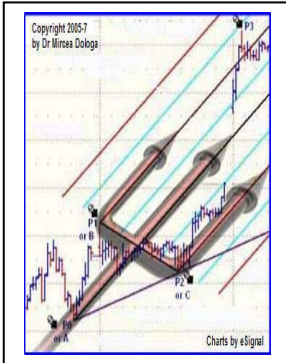 Copyright 2005-7
by Dr Mircea Dologa
P3
P1
or B
P2
or C
P0
or A
Charts by eSignal